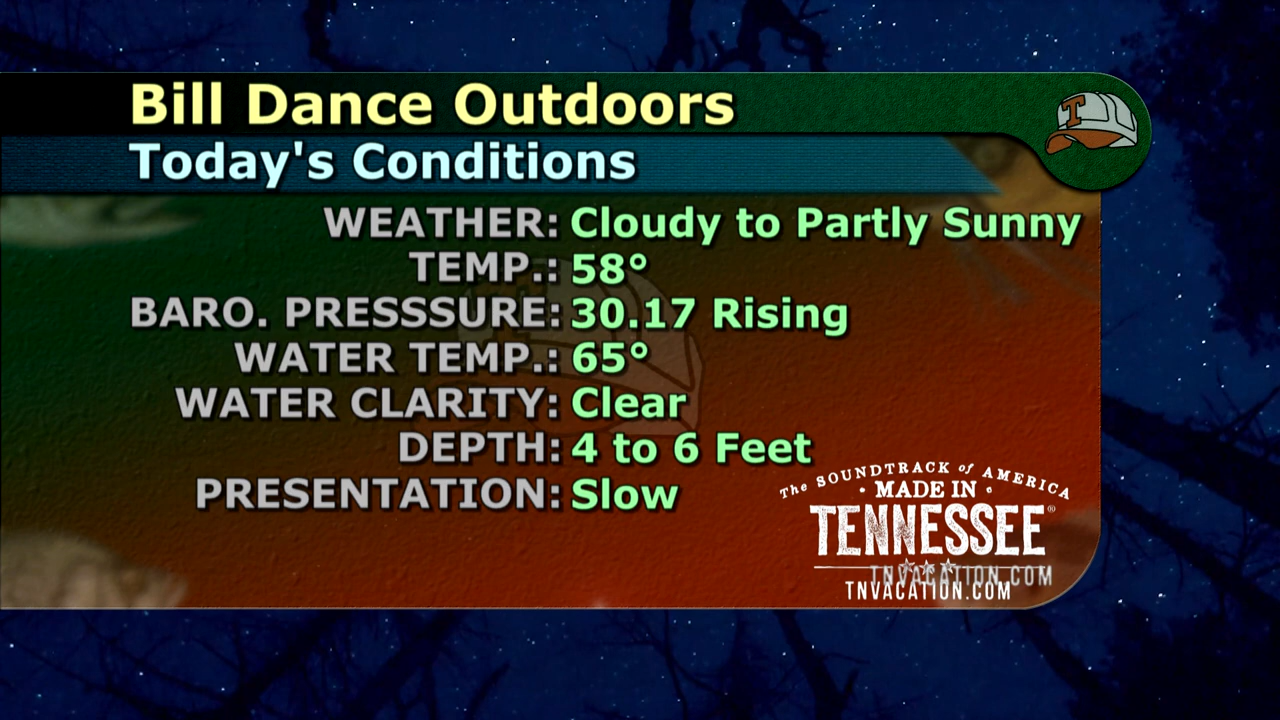 Bill Dance Outdoors
T
Today's Conditions
WEATHER: Cloudy to Partly Sunny
TEMP.: 58°
BARO. PRESSSURE: 30.17 Rising
WATER TEMP.: 65°
WATER CLARITY: Clear
DEPTH: 4 to 6 Feet
PRESENTATION: Slow
The SOUNDTRACK of AMERICA
• MADE IN •
TENNESSEE®
TNVACATION.COM
TNVACATION.COM